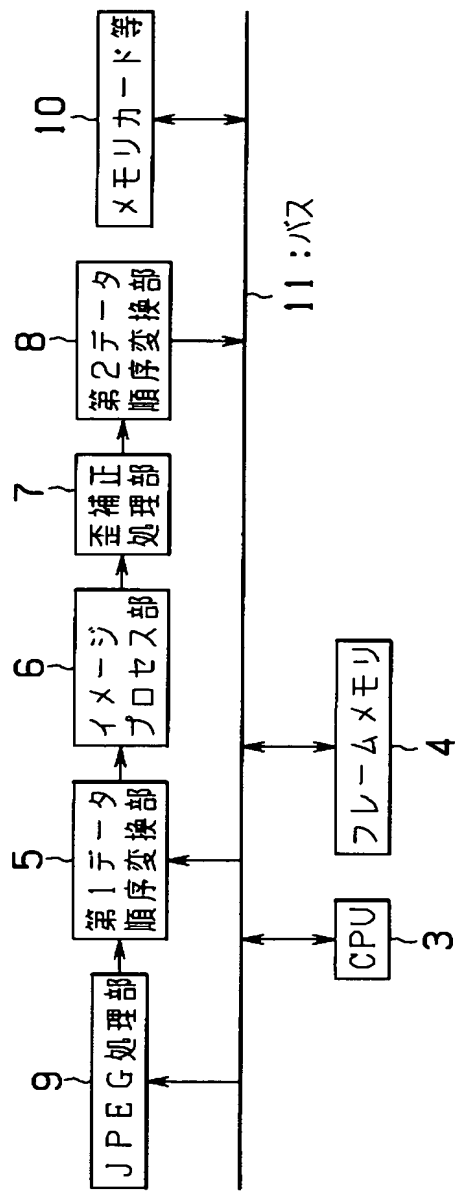 9
JPEG処理部
5
第1データ
順序変換部
6
イメージ
プロセス部
7
歪補正
処理部
8
第2データ
順序変換部
10
メモリカード等
11:バス
CPU
3
フレームメモリ
4